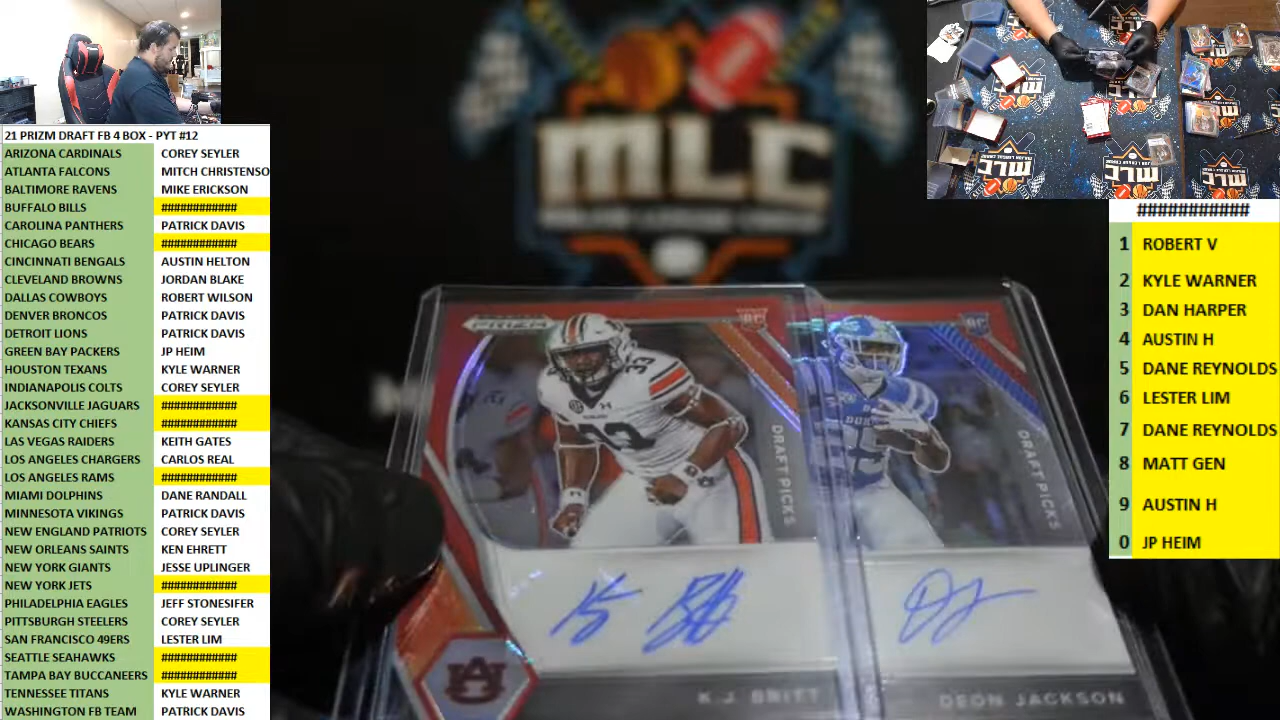 21 PRIZM DRAFT FB 4 BOX - PYT #12
ARIZONA CARDINALS COREY SEYLER
ATLANTA FALCONS MITCH CHRISTENSO
BALTIMORE RAVENS MIKE ERICKSON
BUFFALO BILLS ############
CAROLINA PANTHERS PATRICK DAVIS
CHICAGO BEARS ############
CINCINNATI BENGALS AUSTIN HELTON
CLEVELAND BROWNS JORDAN BLAKE
DALLAS COWBOYS ROBERT WILSON
DENVER BRONCOS PATRICK DAVIS
DETROIT LIONS PATRICK DAVIS
GREEN BAY PACKERS JP HEIM
HOUSTON TEXANS KYLE WARNER
INDIANAPOLIS COLTS COREY SEYLER
JACKSONVILLE JAGUARS ############
KANSAS CITY CHIEFS ############
LAS VEGAS RAIDERS KEITH GATES
LOS ANGELES CHARGERS CARLOS REAL
LOS ANGELES RAMS ############
MIAMI DOLPHINS DANE RANDALL
MINNESOTA VIKINGS PATRICK DAVIS
NEW ENGLAND PATRIOTS COREY SEYLER
NEW ORLEANS SAINTS KEN EHRETT
NEW YORK GIANTS JESSE UPLINGER
NEW YORK JETS ############
PHILADELPHIA EAGLES JEFF STONESIFER
PITTSBURGH STEELERS COREY SEYLER
SAN FRANCISCO 49ERS LESTER LIM
SEATTLE SEAHAWKS ############
TAMPA BAY BUCCANEERS ############
TENNESSEE TITANS KYLE WARNER
WASHINGTON FB TEAM PATRICK DAVIS
MLC
PRIZM
RC
33
DRAFT PICKS
K.J. BRITT
RC
DUKE
25
DRAFT PICKS
DEON JACKSON
MLC
MLC
MLC
MLC
###########
1 ROBERT V
2 KYLE WARNER
3 DAN HARPER
4 AUSTIN H
5 DANE REYNOLDS
6 LESTER LIM
7 DANE REYNOLDS
8 MATT GEN
9 AUSTIN H
0 JP HEIM